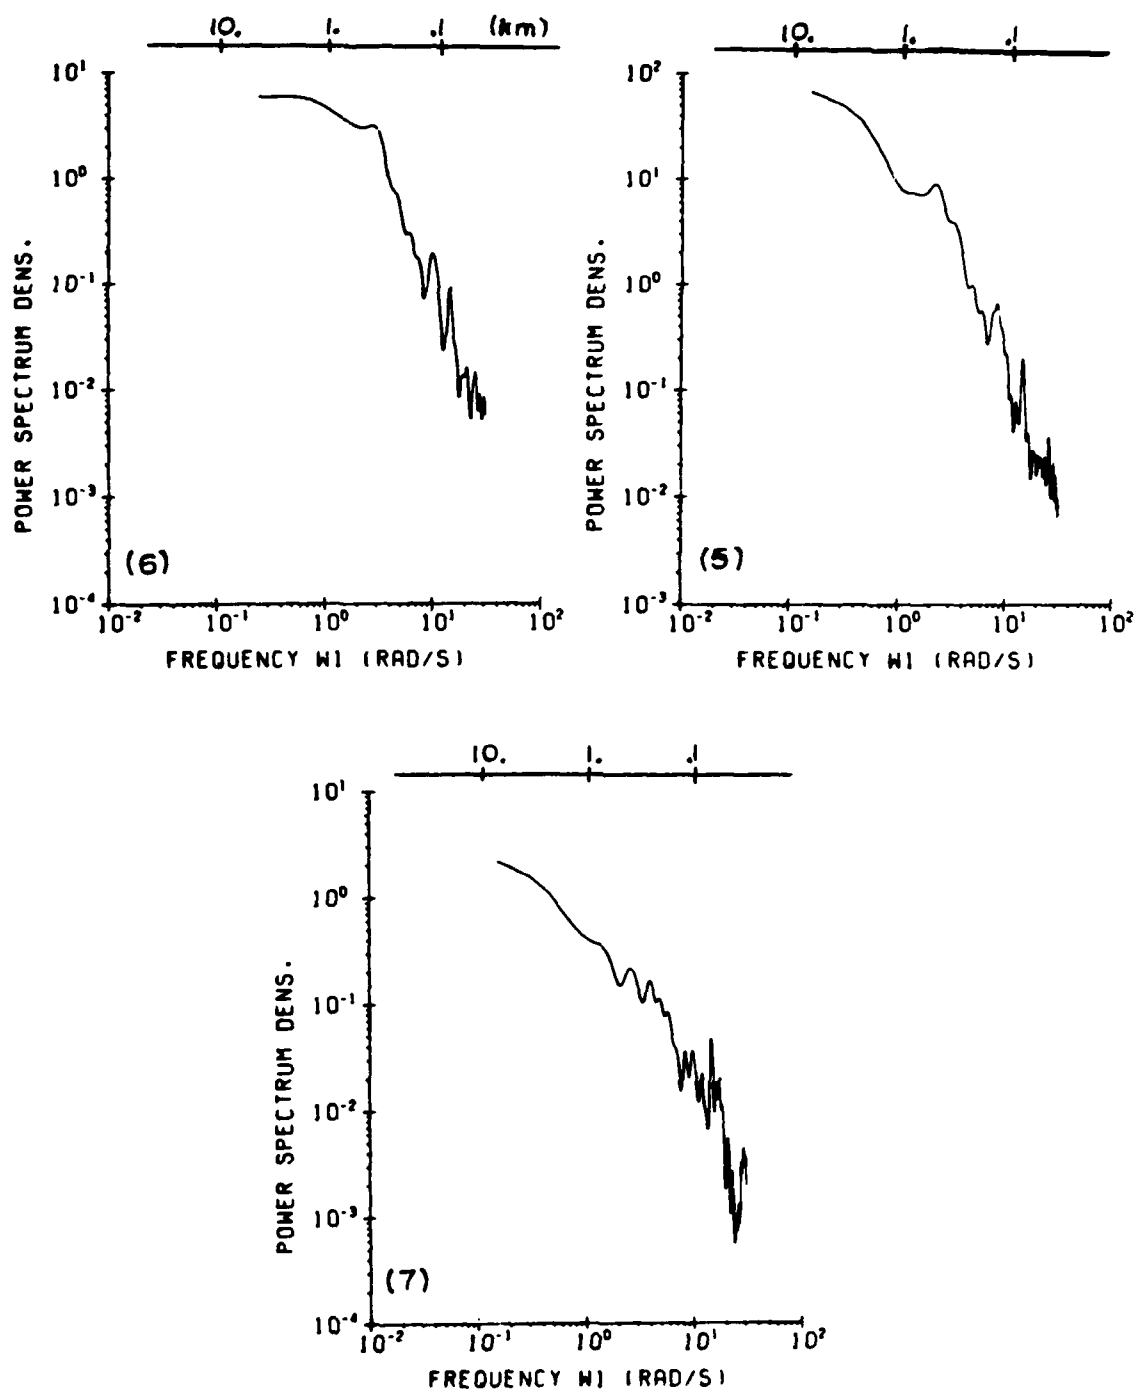 10. 1. .1 (km)
10¹
10⁰
10⁻¹
10⁻²
10⁻³
10⁻⁴
POWER SPECTRUM DENS.
(6)
10⁻² 10⁻¹ 10⁰ 10¹ 10²
FREQUENCY W1 (RAD/S)
10. 1. .1
10²
10¹
10⁰
10⁻¹
10⁻²
10⁻³
POWER SPECTRUM DENS.
(5)
10⁻² 10⁻¹ 10⁰ 10¹ 10²
FREQUENCY W1 (RAD/S)
10. 1. .1
10¹
10⁰
10⁻¹
10⁻²
10⁻³
10⁻⁴
POWER SPECTRUM DENS.
(7)
10⁻² 10⁻¹ 10⁰ 10¹ 10²
FREQUENCY W1 (RAD/S)